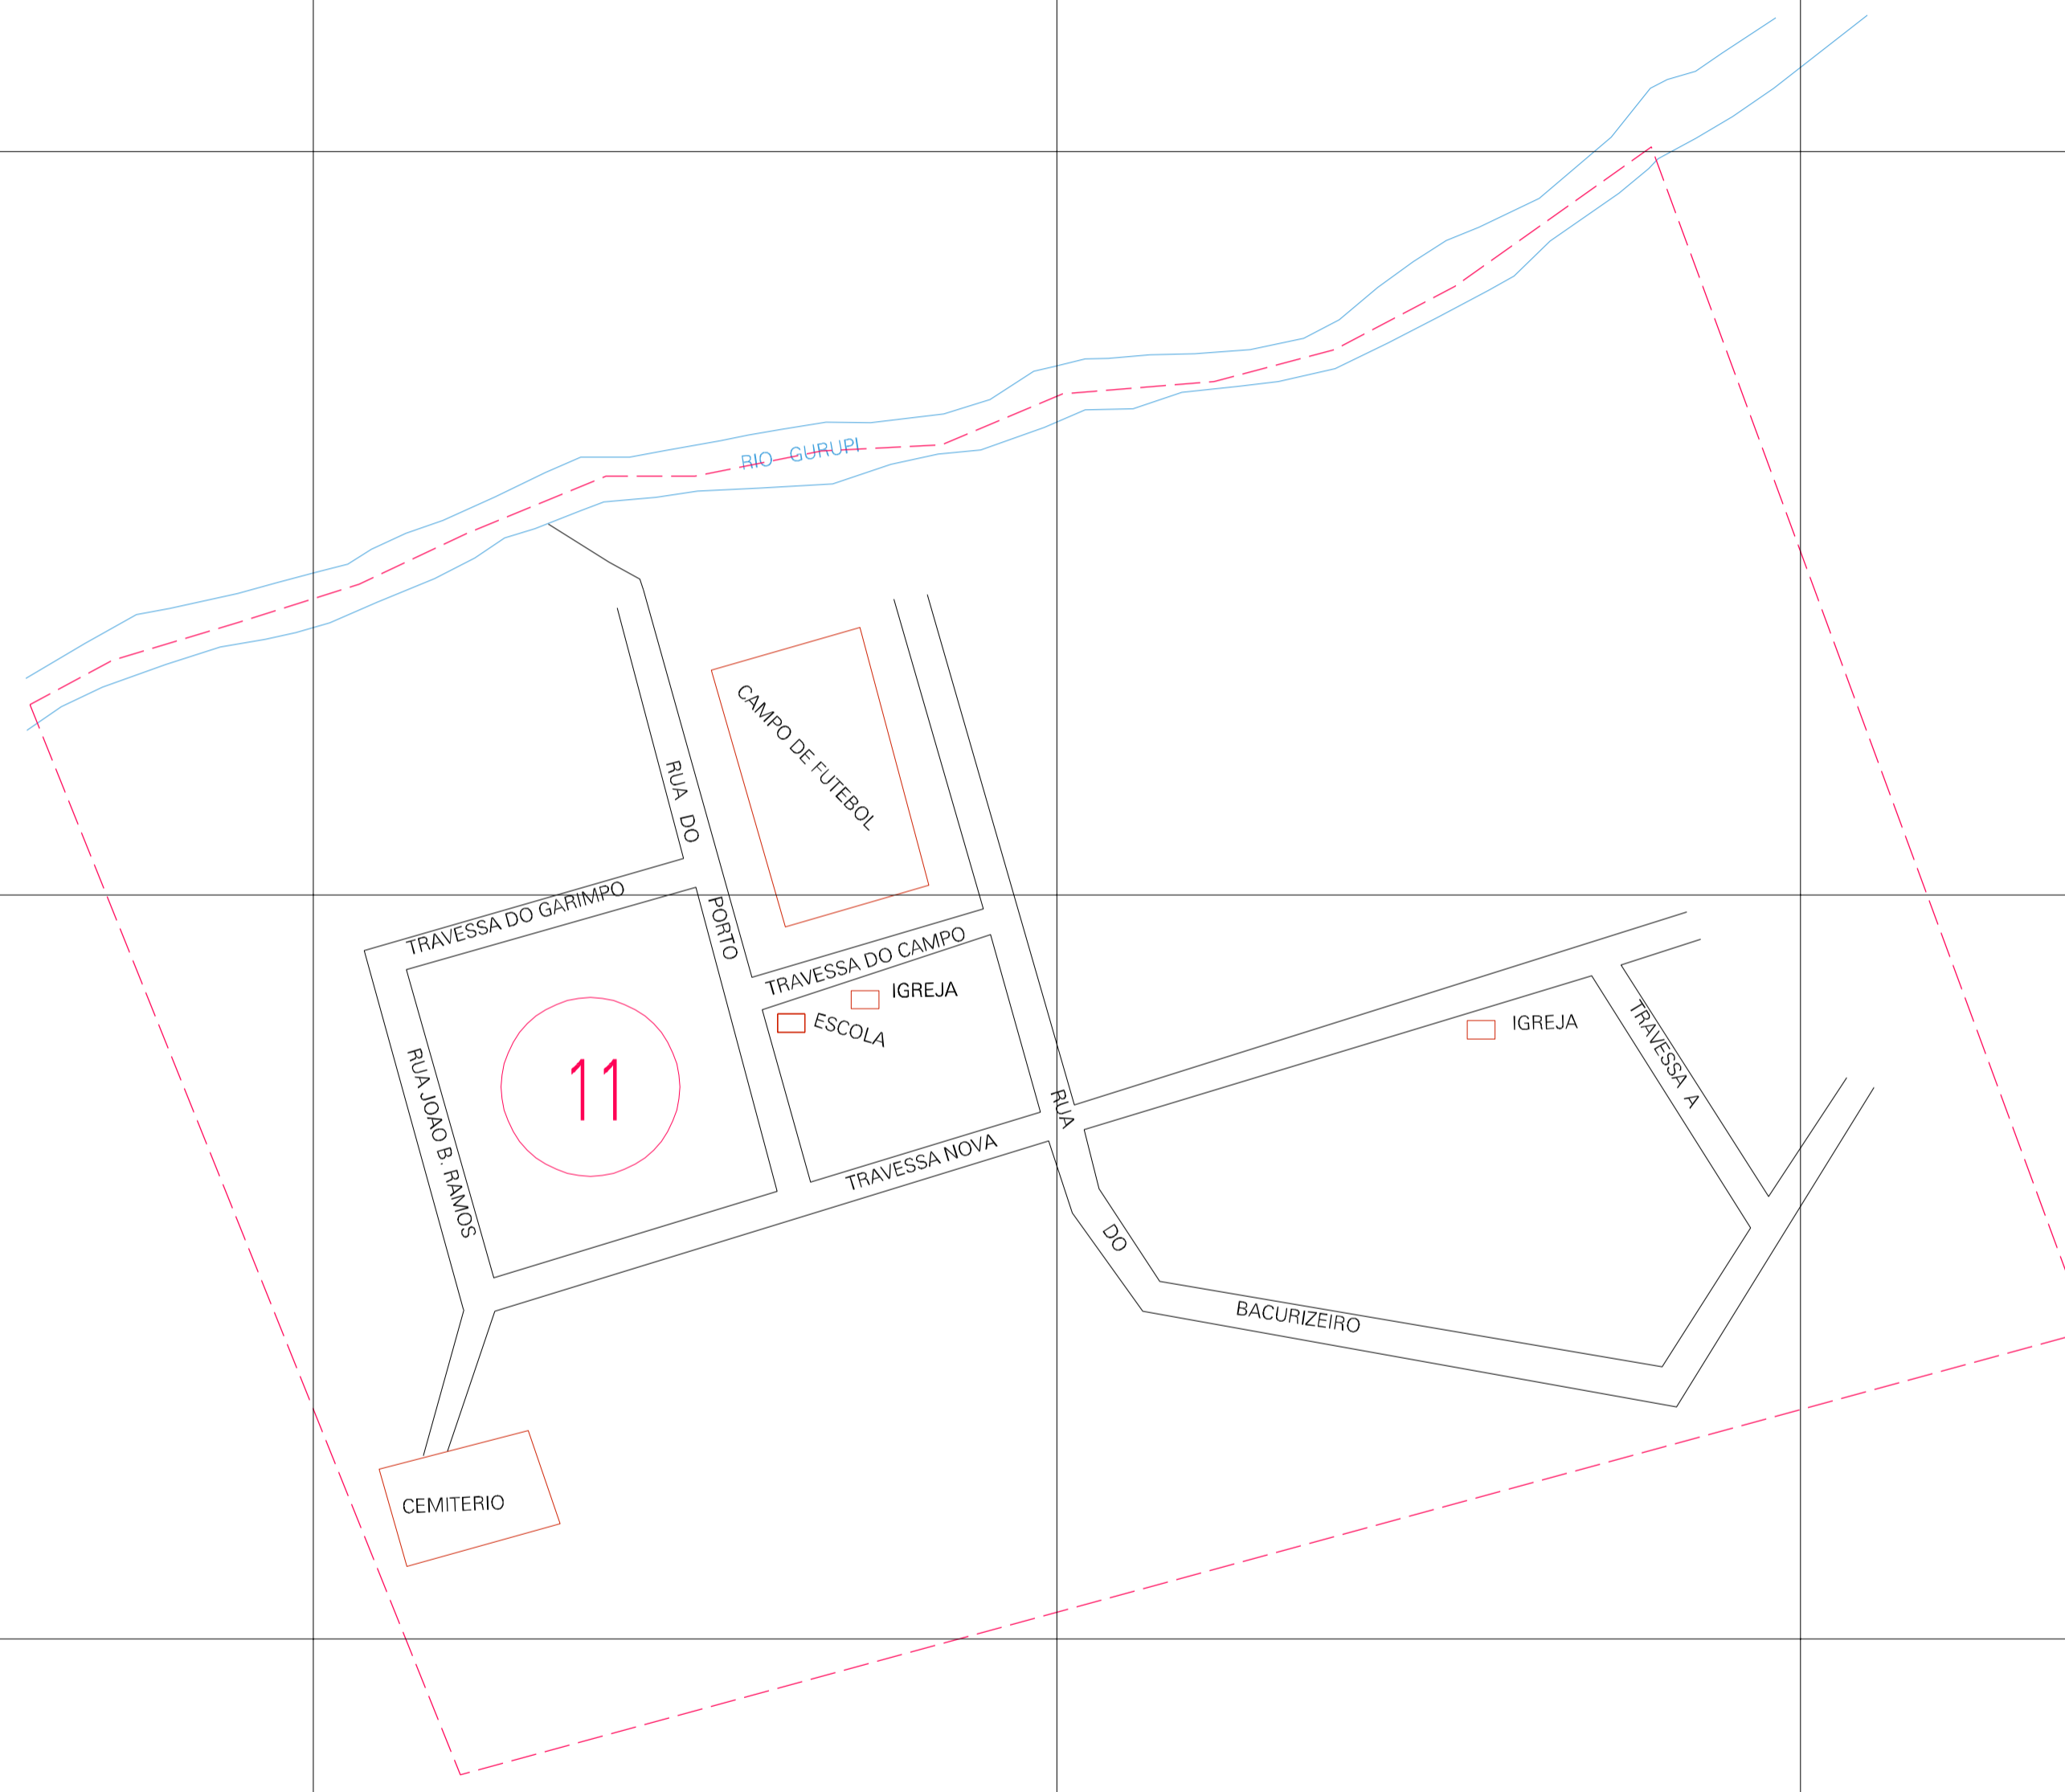 RIO GURUPI
CAMPO DE FUTEBOL
RUA DO PORTO
TRAVESSA DO GARIMPO
TRAVESSA DO CAMPO
IGREJA
ESCOLA
IGREJA
TRAVESSA A
11
RUA JOAO B. RAMOS
TRAVESSA NOVA
RUA DO BACURIZEIRO
CEMITERIO